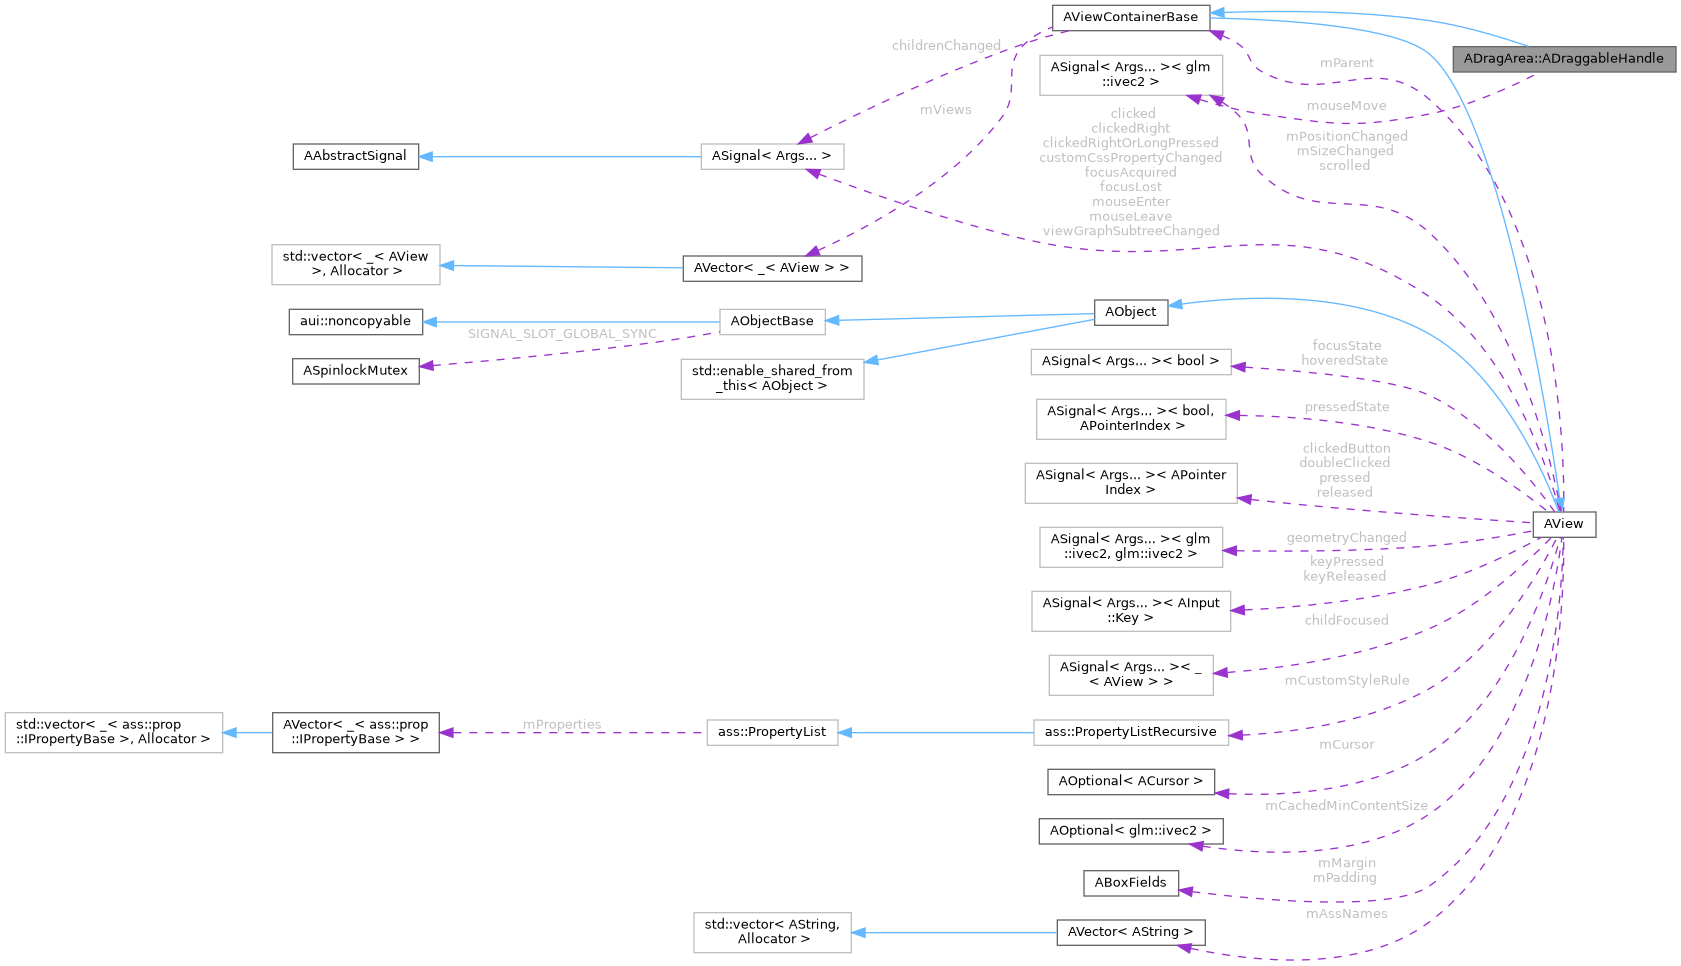 AViewContainerBase
ADragArea::ADraggableHandle
childrenChanged
ASignal< Args... >< glm
::ivec2 >
mParent
mViews
mouseMove
clicked
clickedRight
clickedRightOrLongPressed
customCssPropertyChanged
focusAcquired
focusLost
mouseEnter
mouseLeave
viewGraphSubtreeChanged
mPositionChanged
mSizeChanged
scrolled
AAbstractSignal
ASignal< Args... >
std::vector< _< AView
>, Allocator >
AVector< _< AView > >
aui::noncopyable
AObjectBase
AObject
SIGNAL_SLOT_GLOBAL_SYNC
ASpinlockMutex
std::enable_shared_from
_this< AObject >
ASignal< Args... >< bool >
focusState
hoveredState
ASignal< Args... >< bool,
APointerIndex >
pressedState
ASignal< Args... >< APointer
Index >
clickedButton
doubleClicked
pressed
released
AView
ASignal< Args... >< glm
::ivec2, glm::ivec2 >
geometryChanged
keyPressed
keyReleased
ASignal< Args... >< AInput
::Key >
childFocused
ASignal< Args... >< _
< AView > >
mCustomStyleRule
std::vector< _< ass::prop
::IPropertyBase >, Allocator >
AVector< _< ass::prop
::IPropertyBase > >
mProperties
ass::PropertyList
ass::PropertyListRecursive
mCursor
AOptional< ACursor >
mCachedMinContentSize
AOptional< glm::ivec2 >
mMargin
mPadding
ABoxFields
mAssNames
std::vector< AString,
Allocator >
AVector< AString >